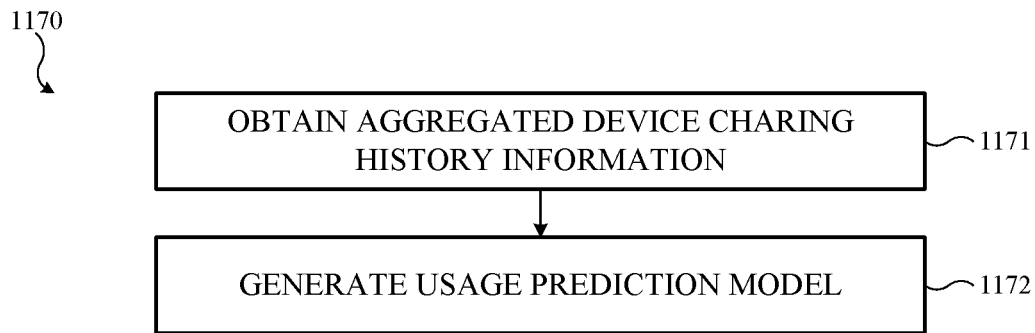 1170
OBTAIN AGGREGATED DEVICE CHARING
HISTORY INFORMATION
1171
GENERATE USAGE PREDICTION MODEL
1172